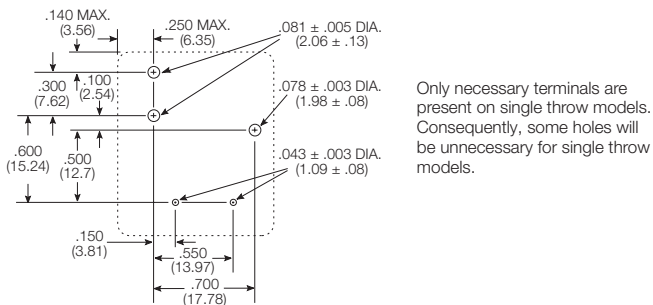 .140 MAX.
(3.56)
.250 MAX.
(6.35)
.081 ± .005 DIA.
(2.06 ± .13)
.300
(7.62)
.100
(2.54)
.078 ± .003 DIA.
(1.98 ± .08)
.600
(15.24)
.500
(12.7)
.043 ± .003 DIA.
(1.09 ± .08)
.150
(3.81)
.550
(13.97)
.700
(17.78)
Only necessary terminals are
present on single throw models.
Consequently, some holes will
be unnecessary for single throw
models.